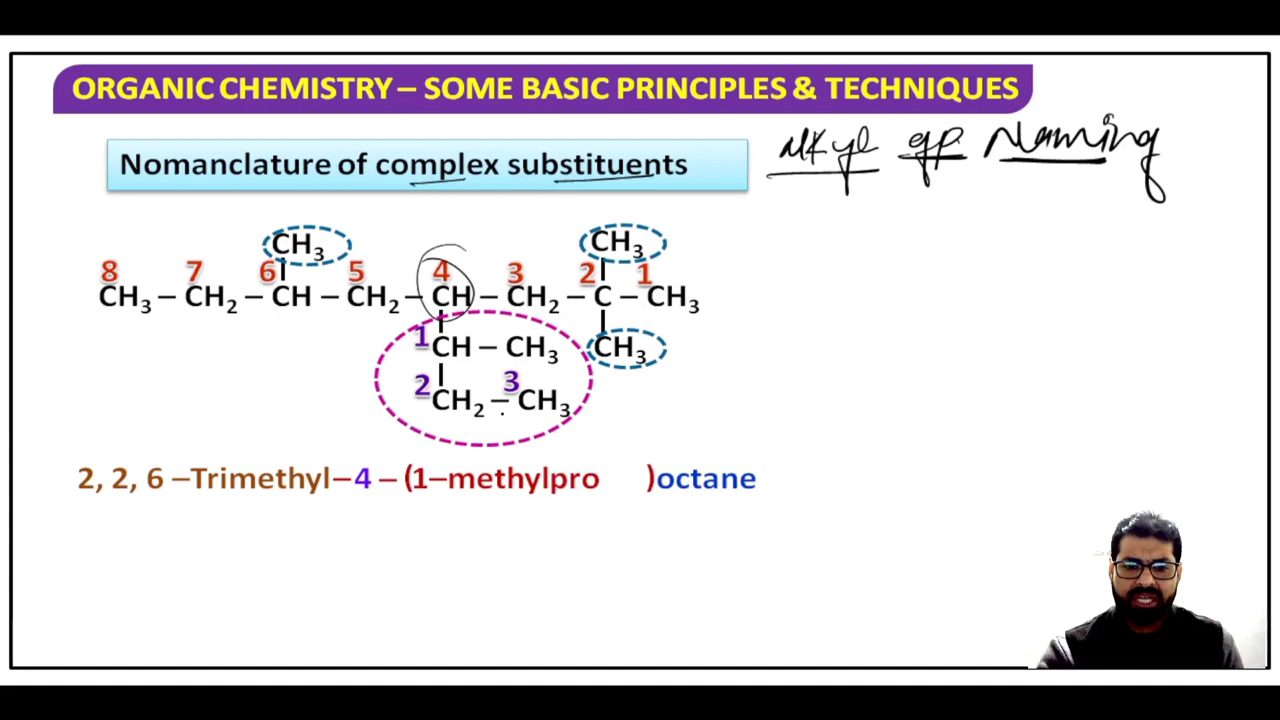 ORGANIC CHEMISTRY – SOME BASIC PRINCIPLES & TECHNIQUES
Nomanclature of complex substituents
alkyl gp Naming
CH₃ CH₃
8 7 6 5 4 3 2 1
CH₃ – CH₂ – CH – CH₂ – CH – CH₂ – C – CH₃
1 CH – CH₃ CH₃
2 3
CH₂ – CH₃
2, 2, 6 –Trimethyl–4 – (1–methylpro )octane